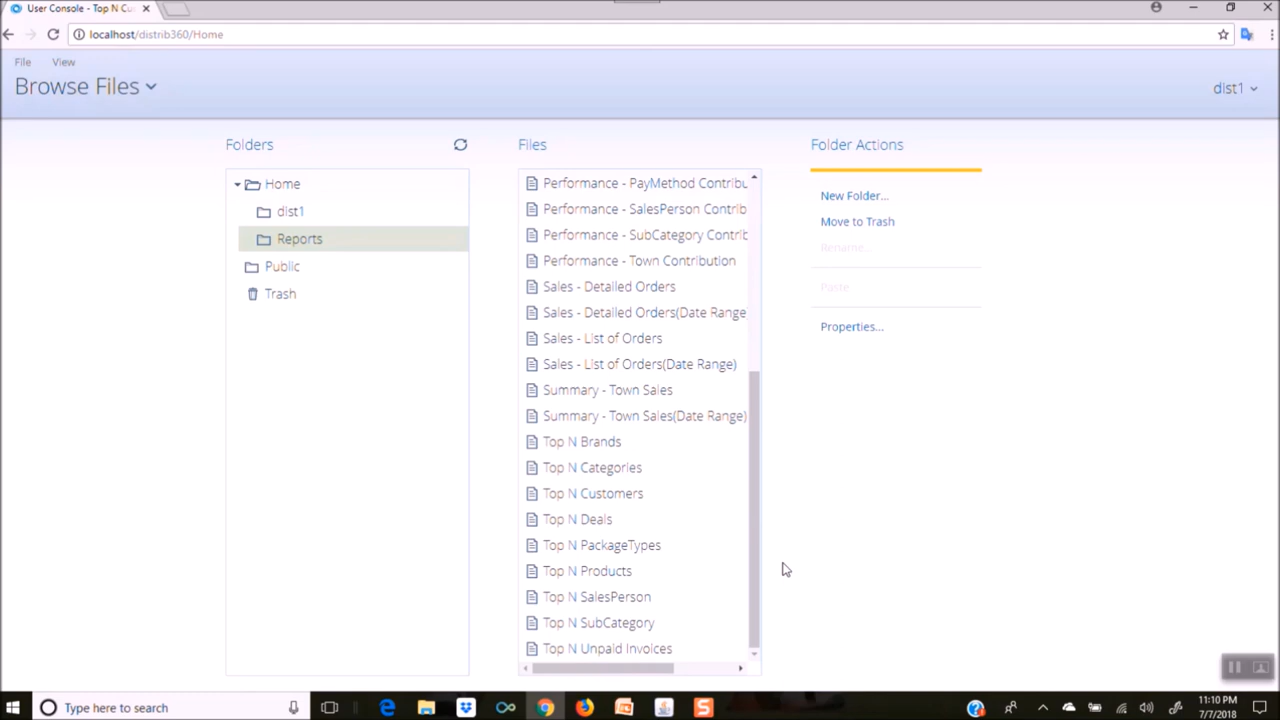 User Console - Top N Cu
localhost/distrib360/Home
File View
Browse Files
dist1
Folders
Home
dist1
Reports
Public
Trash
Files
Performance - PayMethod Contribu
Performance - SalesPerson Contrib
Performance - SubCategory Contrib
Performance - Town Contribution
Sales - Detailed Orders
Sales - Detailed Orders(Date Range
Sales - List of Orders
Sales - List of Orders(Date Range)
Summary - Town Sales
Summary - Town Sales(Date Range)
Top N Brands
Top N Categories
Top N Customers
Top N Deals
Top N PackageTypes
Top N Products
Top N SalesPerson
Top N SubCategory
Top N Unpaid Invoices
Folder Actions
New Folder...
Move to Trash
Rename...
Paste
Properties...
Type here to search
11:10 PM
7/7/2018